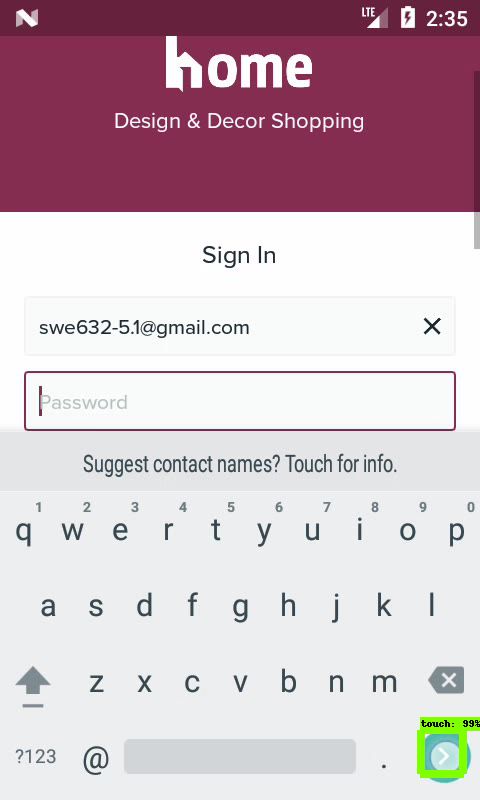 LTE
2:35
home
Design & Decor Shopping
Sign In
swe632-5.1@gmail.com
Password
Suggest contact names? Touch for info.
1 2 3 4 5 6 7 8 9 0
q w e r t y u i o p
a s d f g h j k l
z x c v b n m
touch: 99%
?123 @ .